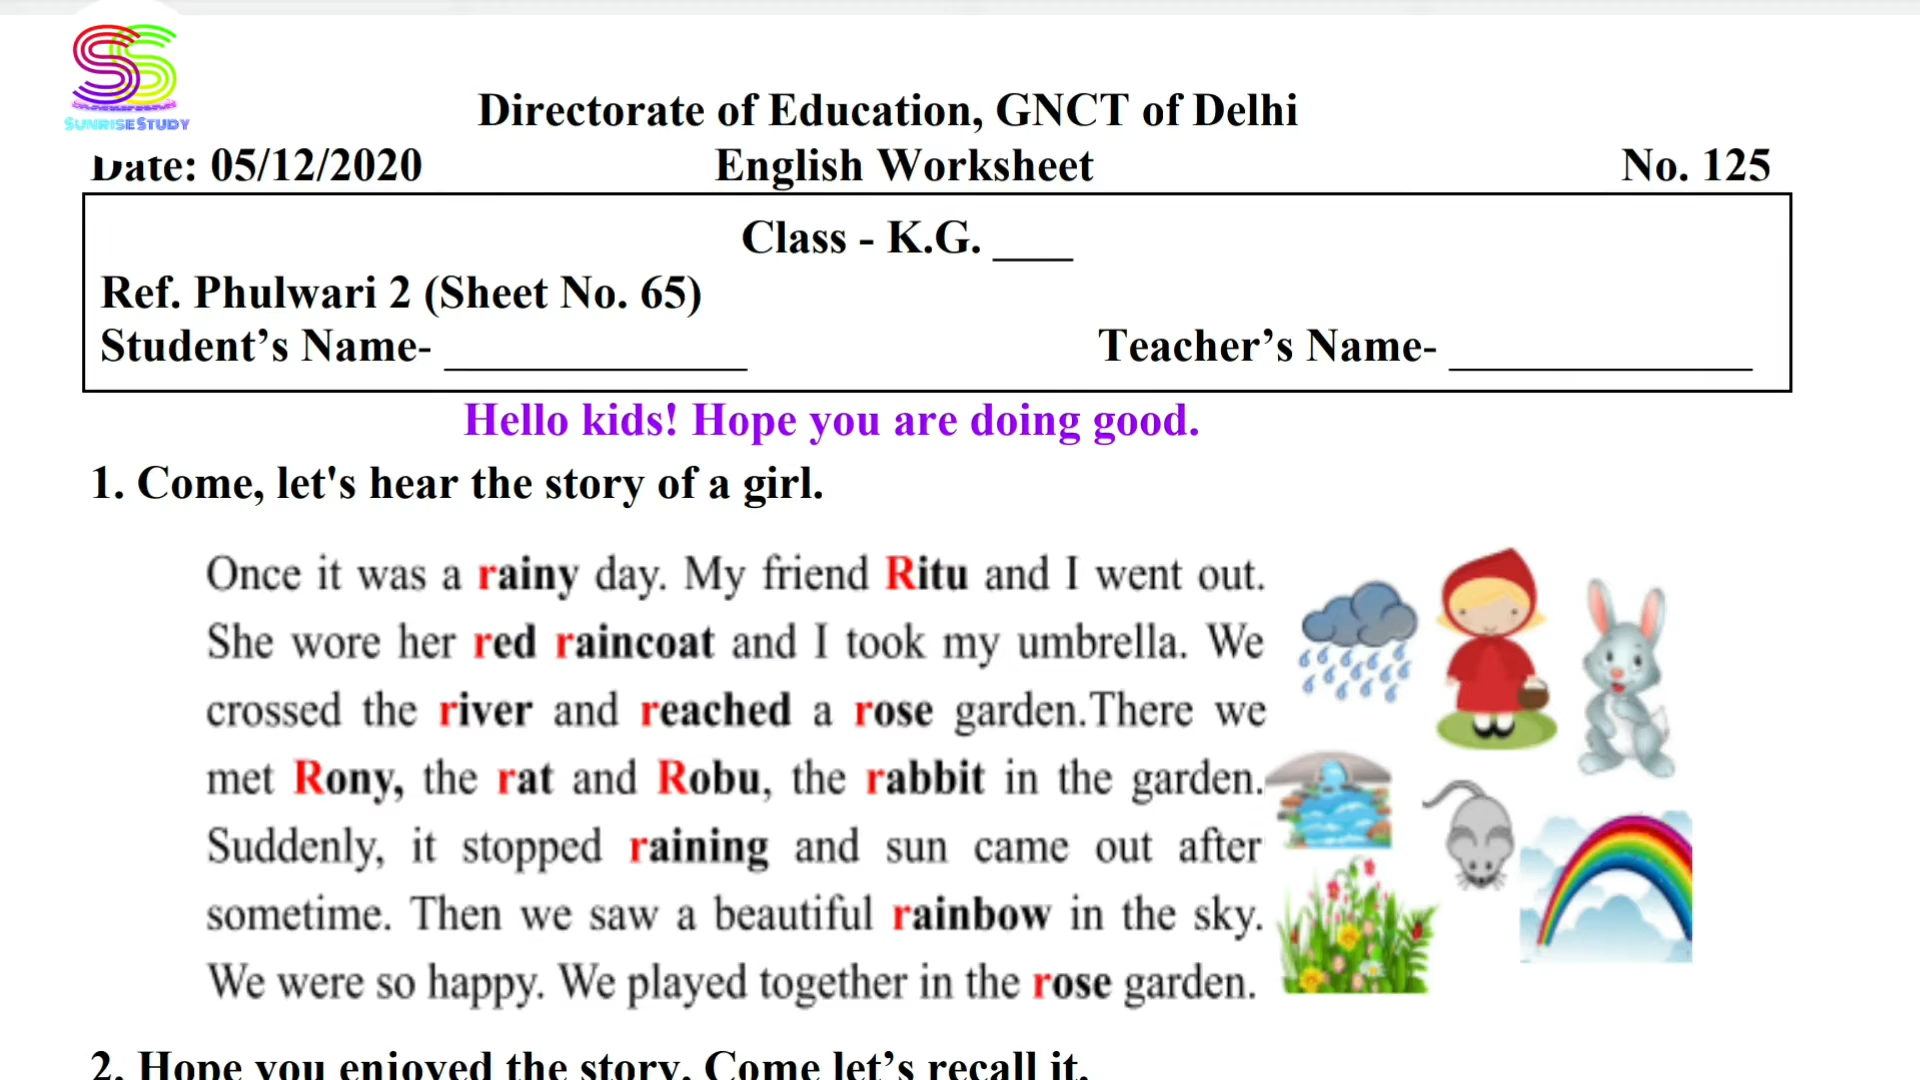 SUNRISE STUDY
Directorate of Education, GNCT of Delhi
Date: 05/12/2020 English Worksheet No. 125
Class - K.G. ____
Ref. Phulwari 2 (Sheet No. 65)
Student’s Name- _______________ Teacher’s Name- _______________
Hello kids! Hope you are doing good.
1. Come, let's hear the story of a girl.
Once it was a rainy day. My friend Ritu and I went out.
She wore her red raincoat and I took my umbrella. We
crossed the river and reached a rose garden.There we
met Rony, the rat and Robu, the rabbit in the garden.
Suddenly, it stopped raining and sun came out after
sometime. Then we saw a beautiful rainbow in the sky.
We were so happy. We played together in the rose garden.
2. Hope you enjoyed the story. Come let’s recall it.